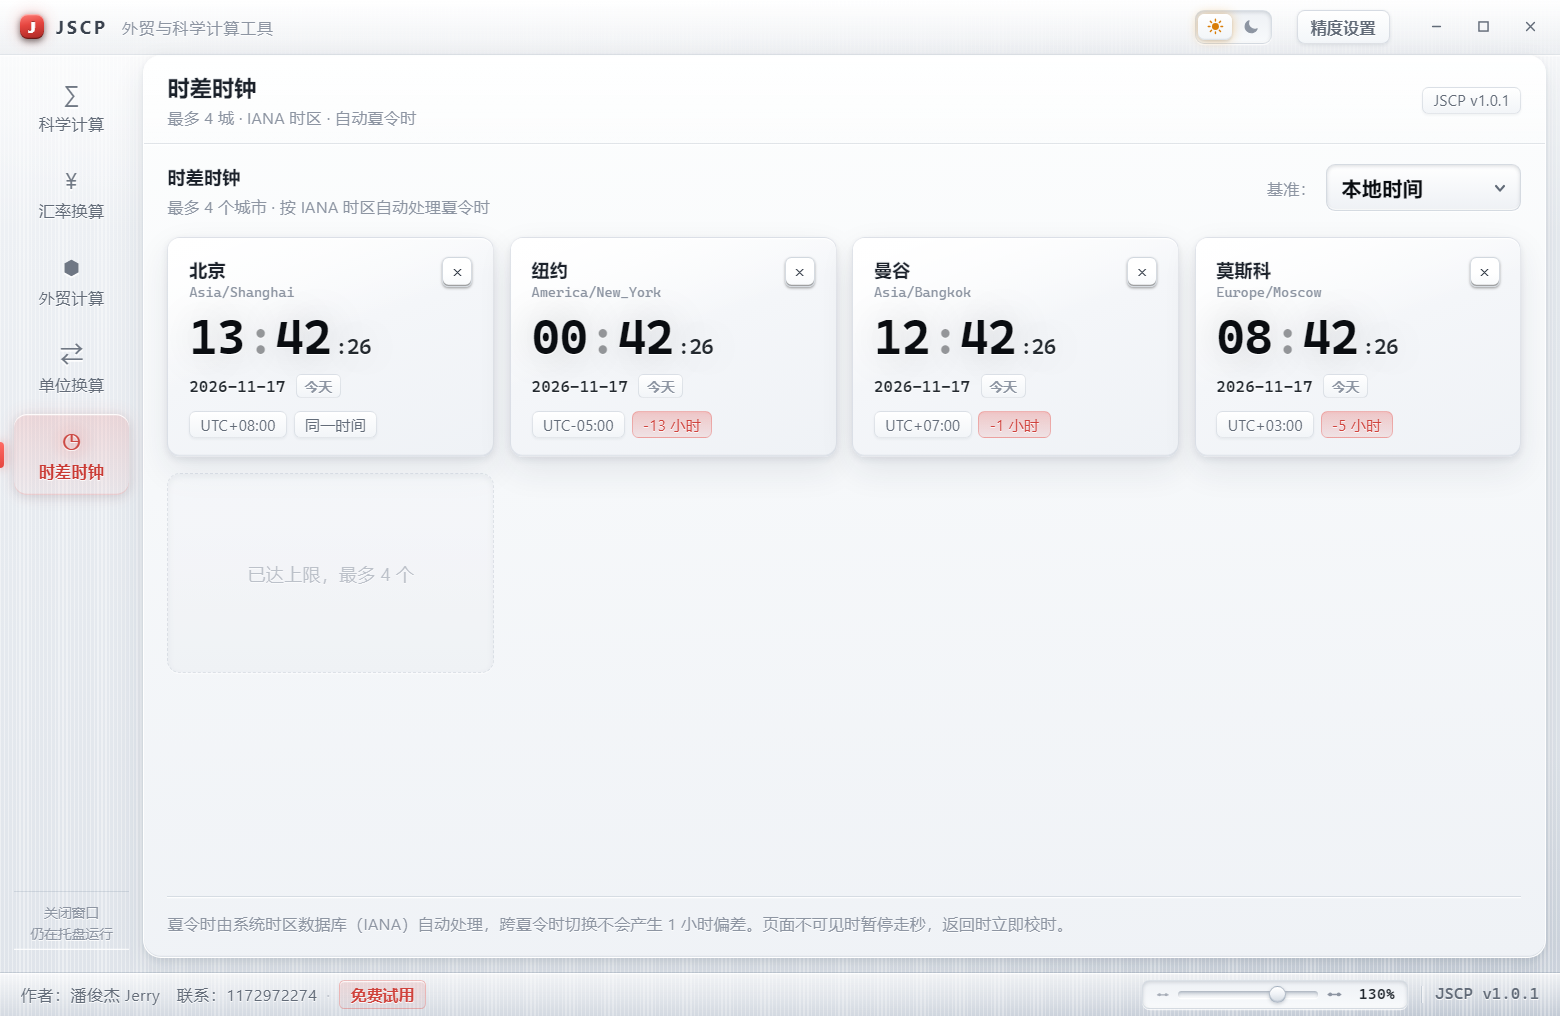 J JSCP 外贸与科学计算工具
精度设置
∑
科学计算
¥
汇率换算
外贸计算
单位换算
时差时钟
关闭窗口
仍在托盘运行
时差时钟
最多 4 城 · IANA 时区 · 自动夏令时
JSCP v1.0.1
时差时钟
最多 4 个城市 · 按 IANA 时区自动处理夏令时
基准：
本地时间
北京
Asia/Shanghai
13:42:26
2026-11-17 今天
UTC+08:00 同一时间
纽约
America/New_York
00:42:26
2026-11-17 今天
UTC-05:00 -13 小时
曼谷
Asia/Bangkok
12:42:26
2026-11-17 今天
UTC+07:00 -1 小时
莫斯科
Europe/Moscow
08:42:26
2026-11-17 今天
UTC+03:00 -5 小时
已达上限，最多 4 个
夏令时由系统时区数据库（IANA）自动处理，跨夏令时切换不会产生 1 小时偏差。页面不可见时暂停走秒，返回时立即校时。
作者：潘俊杰 Jerry 联系：1172972274 · 免费试用
130%
JSCP v1.0.1